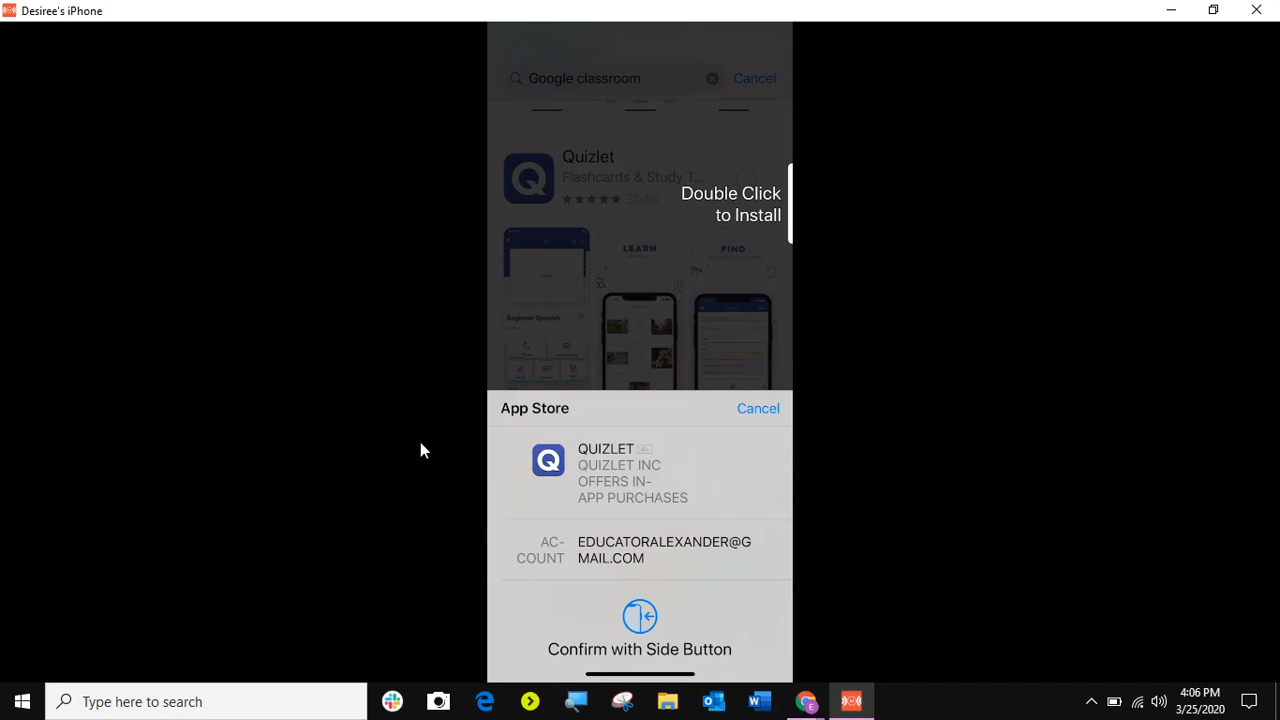 Desiree's iPhone
Google classroom
Cancel
Quizlet
Flashcards & Study T...
354K
Double Click
to Install
LEARN
FIND
Beginner Spanish
App Store
Cancel
QUIZLET 4+
QUIZLET INC
OFFERS IN-
APP PURCHASES
AC-
COUNT
EDUCATORALEXANDER@G
MAIL.COM
Confirm with Side Button
Type here to search
4:06 PM
3/25/2020